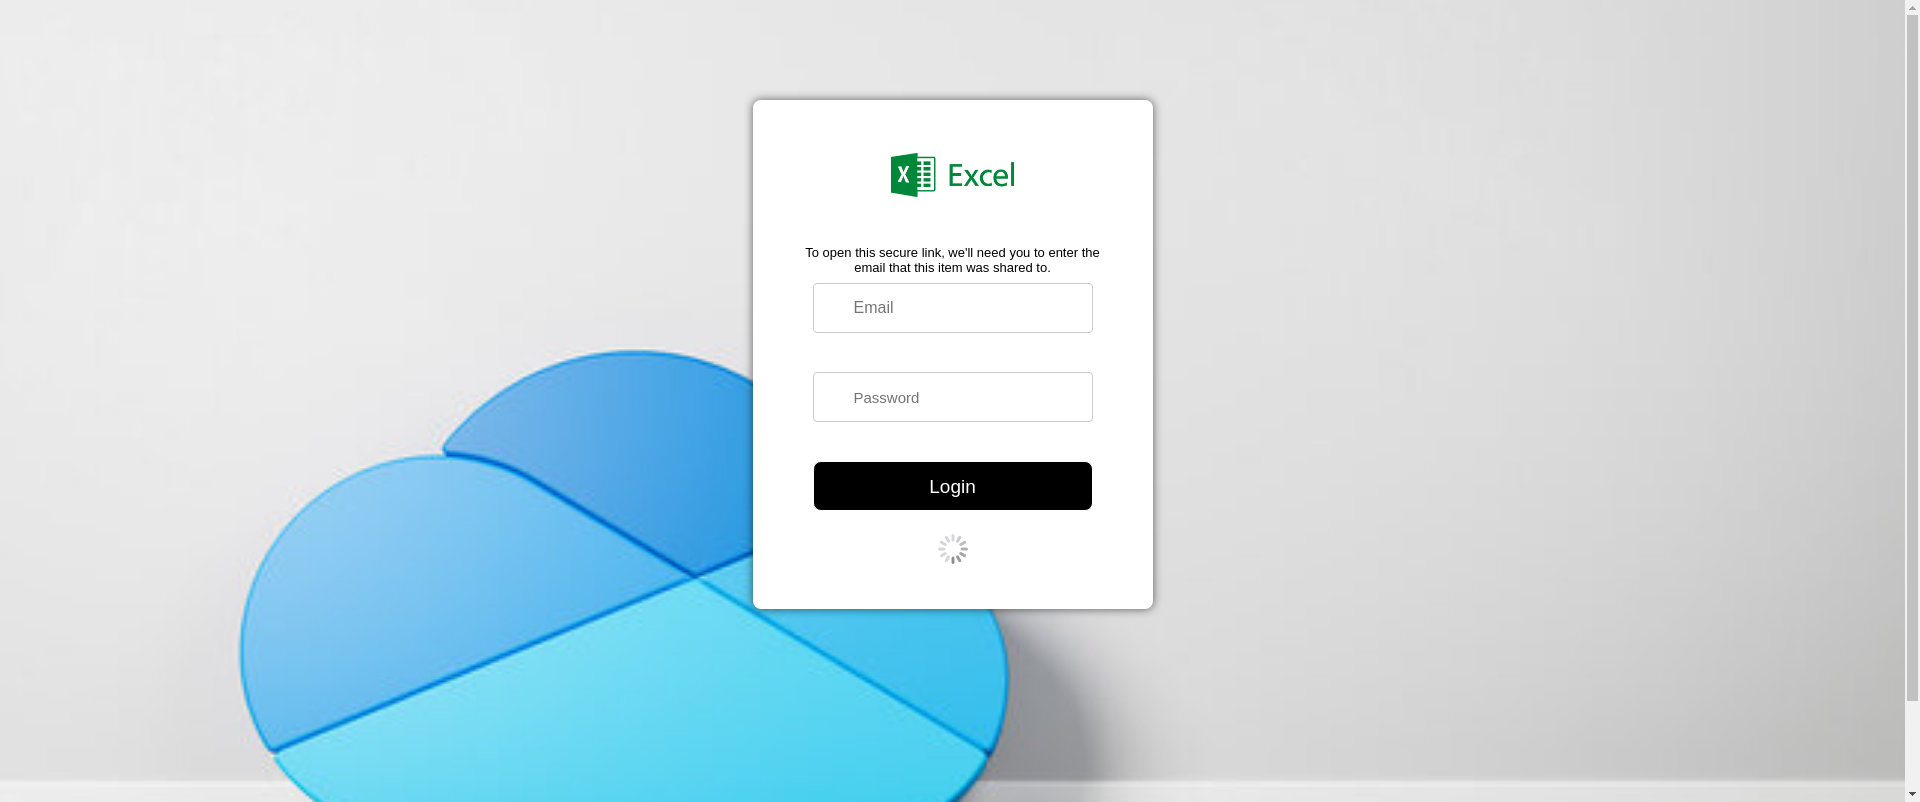 Excel
To open this secure link, we'll need you to enter the
email that this item was shared to.
Email
Password
Login